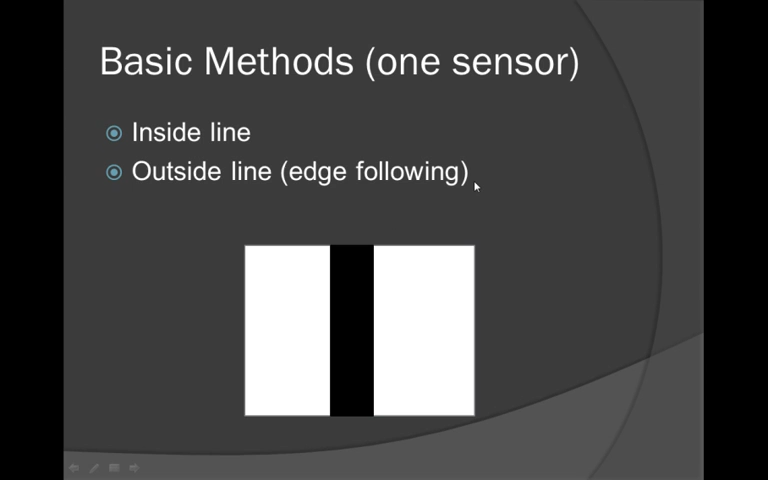 Basic Methods (one sensor)
Inside line
Outside line (edge following)